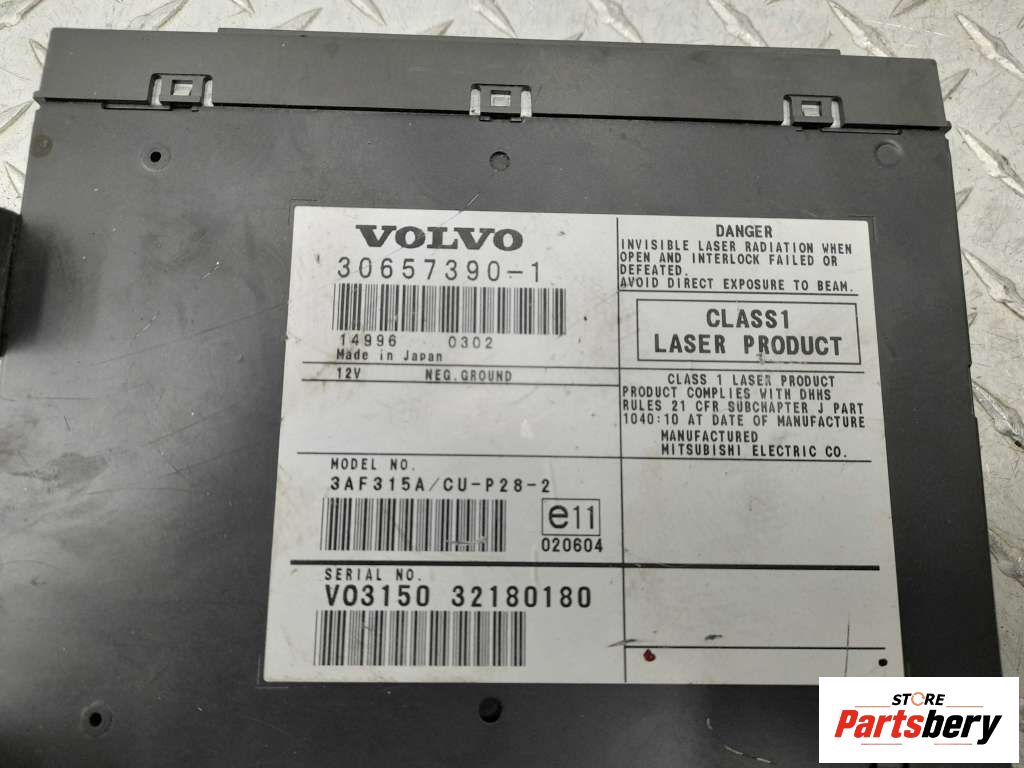 VOLVO
30657390-1
14996 0302
Made in Japan
12V NEG.GROUND
MODEL NO.
3AF315A/CU-P28-2
e11
020604
SERIAL NO.
VO3150 32180180
DANGER
INVISIBLE LASER RADIATION WHEN
OPEN AND INTERLOCK FAILED OR
DEFEATED.
AVOID DIRECT EXPOSURE TO BEAM.
CLASS1
LASER PRODUCT
CLASS 1 LASER PRODUCT
PRODUCT COMPLIES WITH DHHS
RULES 21 CFR SUBCHAPTER J PART
1040:10 AT DATE OF MANUFACTURE
MANUFACTURED
MITSUBISHI ELECTRIC CO.
STORE
Partsbery